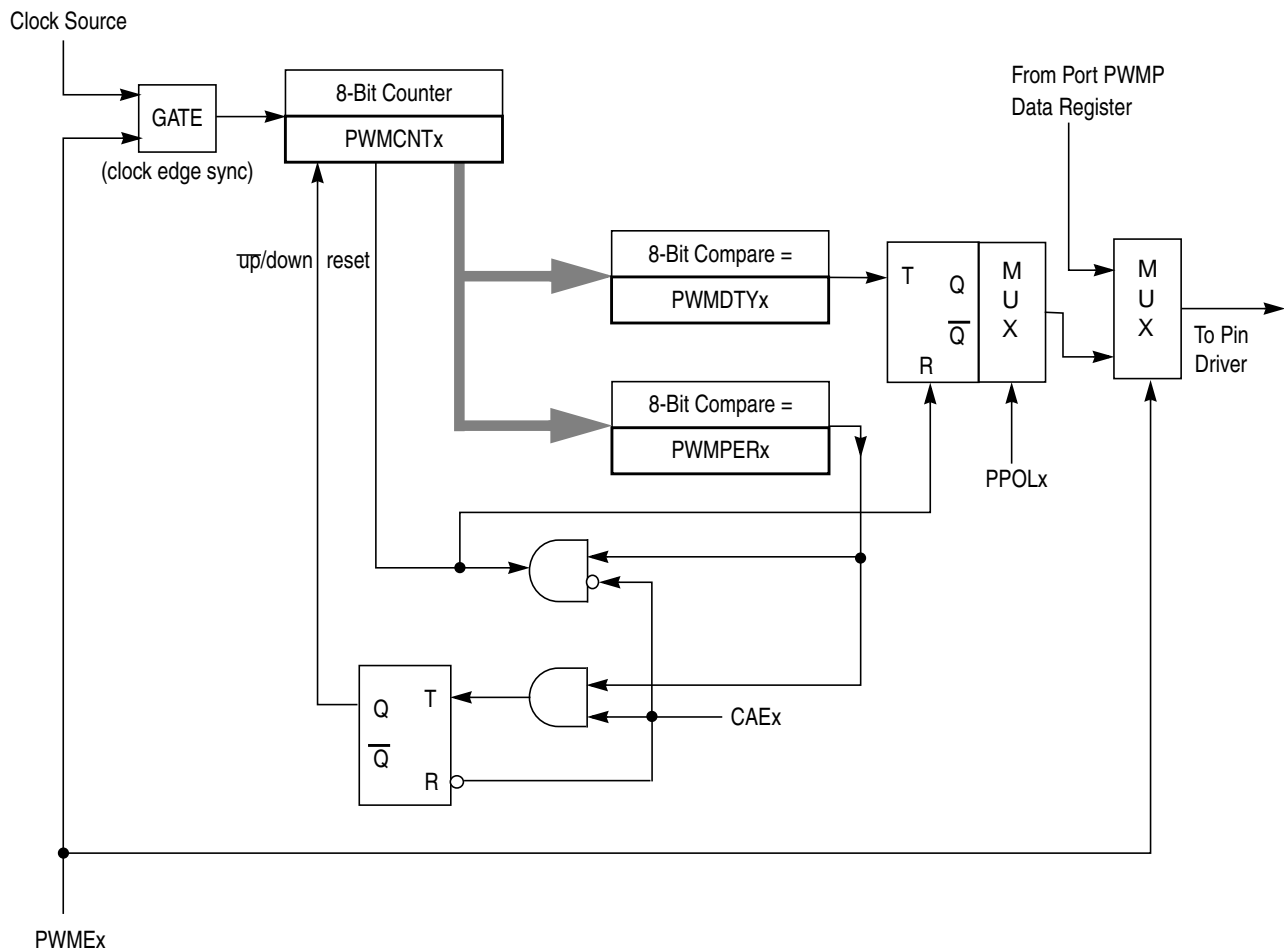 Clock Source
GATE
(clock edge sync)
8-Bit Counter
PWMCNTx
From Port PWMP
Data Register
u̅p̅/down
reset
8-Bit Compare =
PWMDTYx
T
Q
Q̅
R
M
U
X
M
U
X
To Pin
Driver
8-Bit Compare =
PWMPERx
PPOLx
Q
T
Q̅
R
CAEx
PWMEx